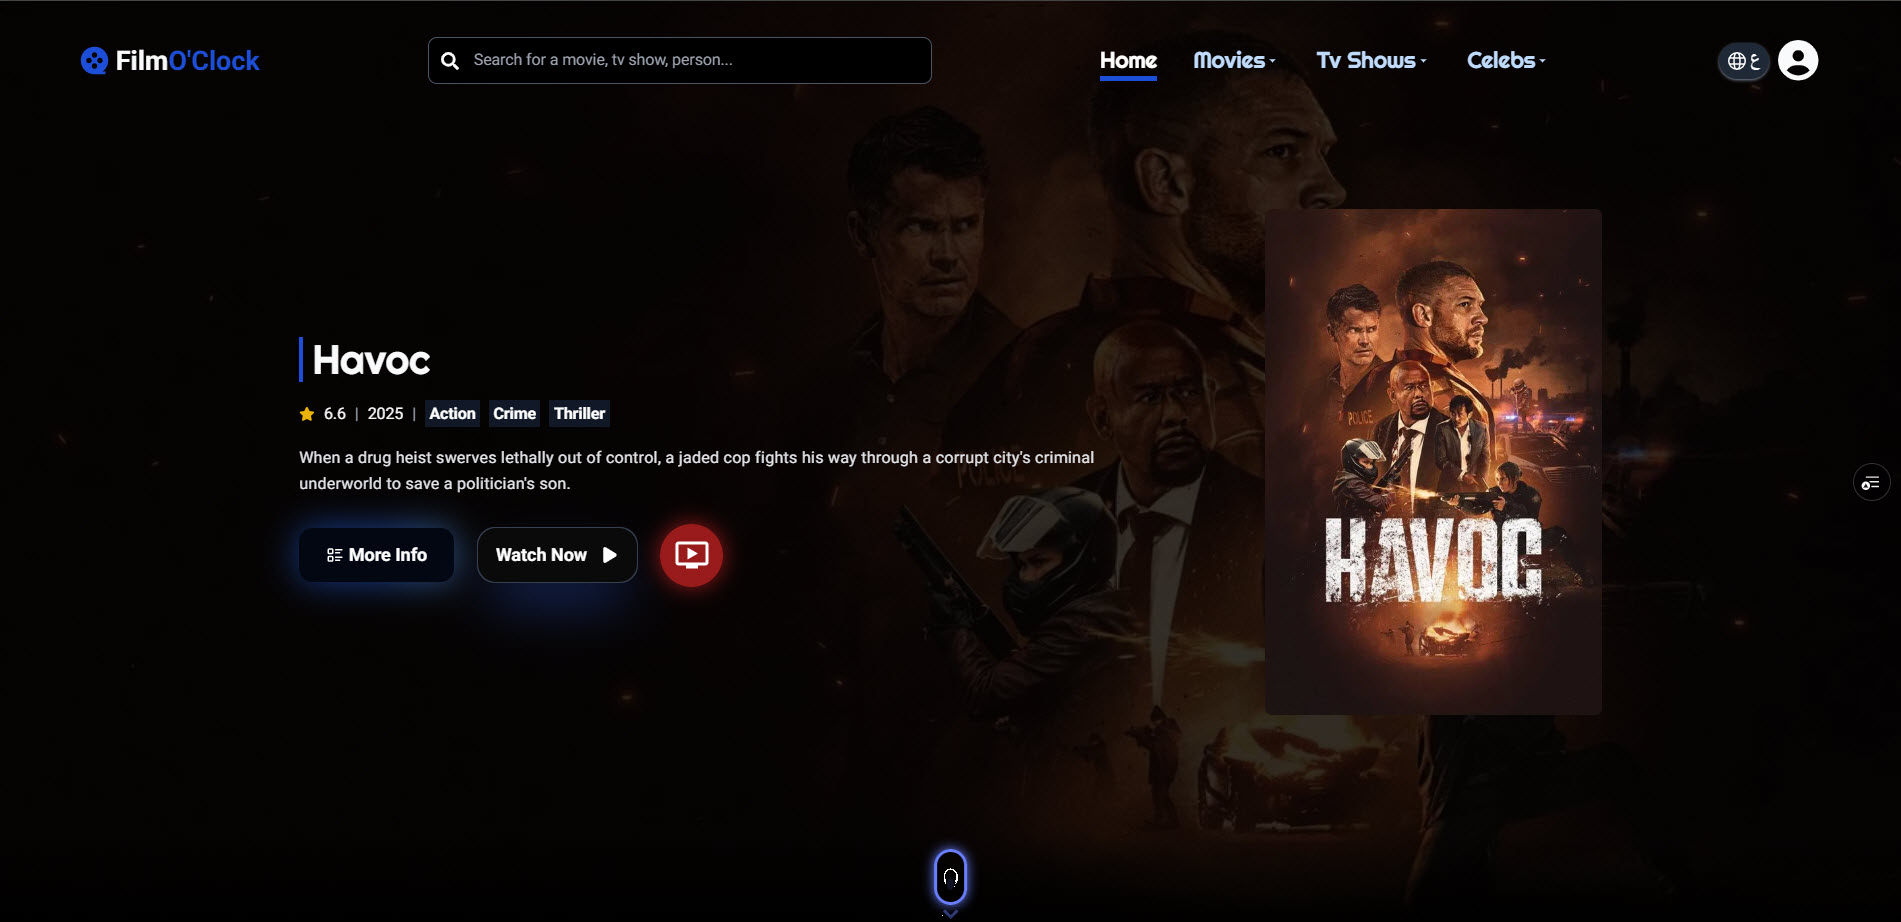 FilmO'Clock
Search for a movie, tv show, person...
Home
Movies
Tv Shows
Celebs
ع
Havoc
6.6 | 2025 | Action Crime Thriller
When a drug heist swerves lethally out of control, a jaded cop fights his way through a corrupt city's criminal
underworld to save a politician's son.
More Info
Watch Now
POLICE
POLICE
HAVOC